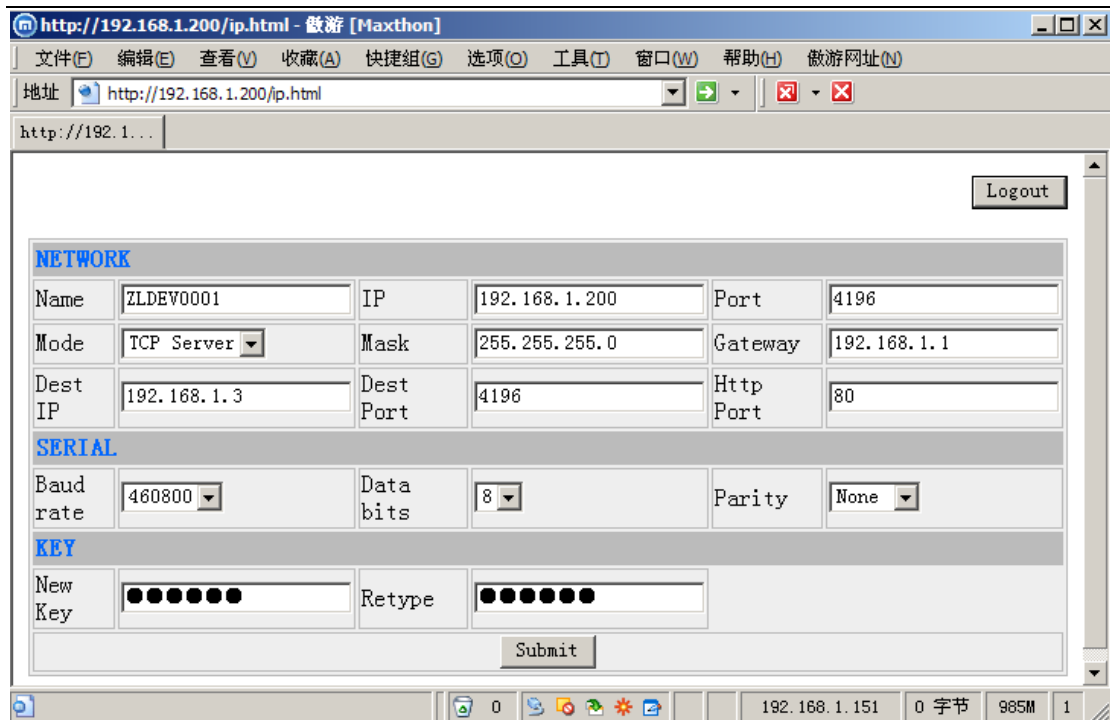 http://192.168.1.200/ip.html - 傲游 [Maxthon]
文件(F) 编辑(E) 查看(V) 收藏(A) 快捷组(G) 选项(O) 工具(T) 窗口(W) 帮助(H) 傲游网址(N)
地址 http://192.168.1.200/ip.html
http://192.1...
Logout
NETWORK
Name ZLDEV0001 IP 192.168.1.200 Port 4196
Mode TCP Server Mask 255.255.255.0 Gateway 192.168.1.1
Dest IP 192.168.1.3 Dest Port 4196 Http Port 80
SERIAL
Baud rate 460800 Data bits 8 Parity None
KEY
New Key ●●●●●● Retype ●●●●●●
Submit
0 192.168.1.151 0 字节 985M 1